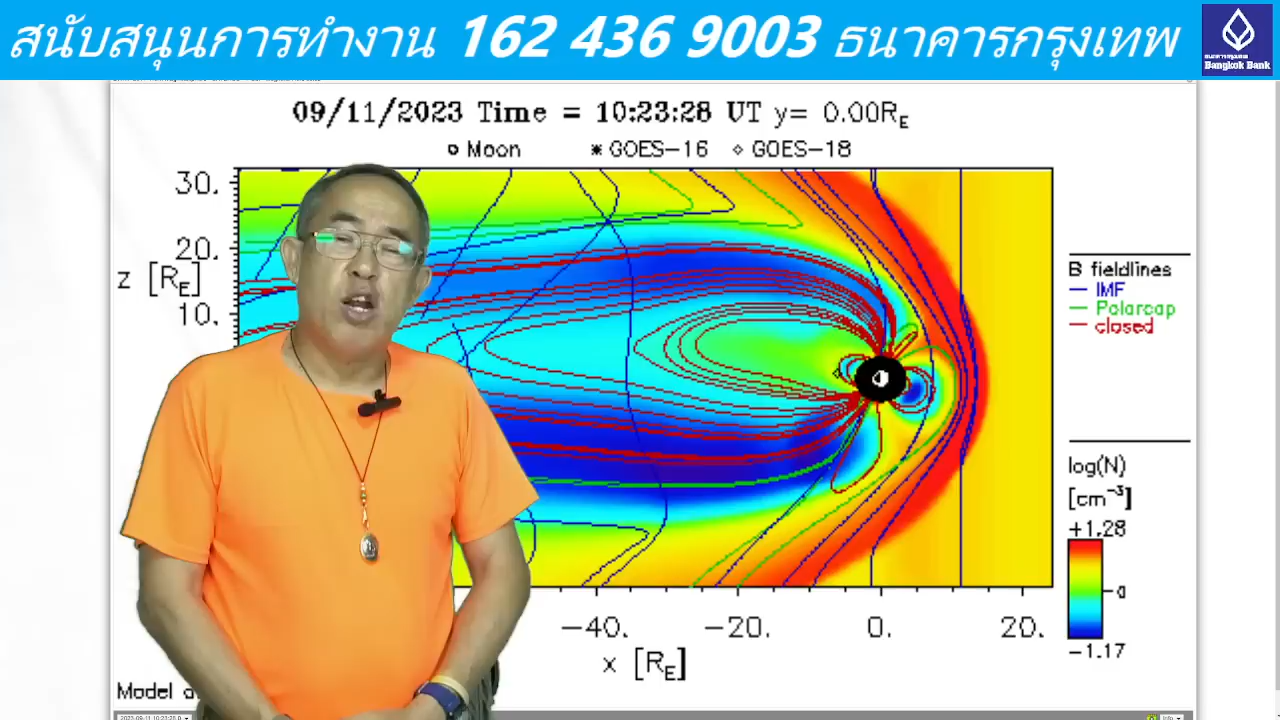 สนับสนุนการทำงาน 162 436 9003 ธนาคารกรุงเทพ
Bangkok Bank
09/11/2023 Time = 10:23:28 UT y= 0.00RE
Moon GOES-16 GOES-18
30.
20.
z [RE]
10.
B fieldlines
IMF
Polarcap
closed
log(N)
[cm⁻³]
+1.28
0
-1.17
-40. -20. 0. 20.
x [RE]
Model a